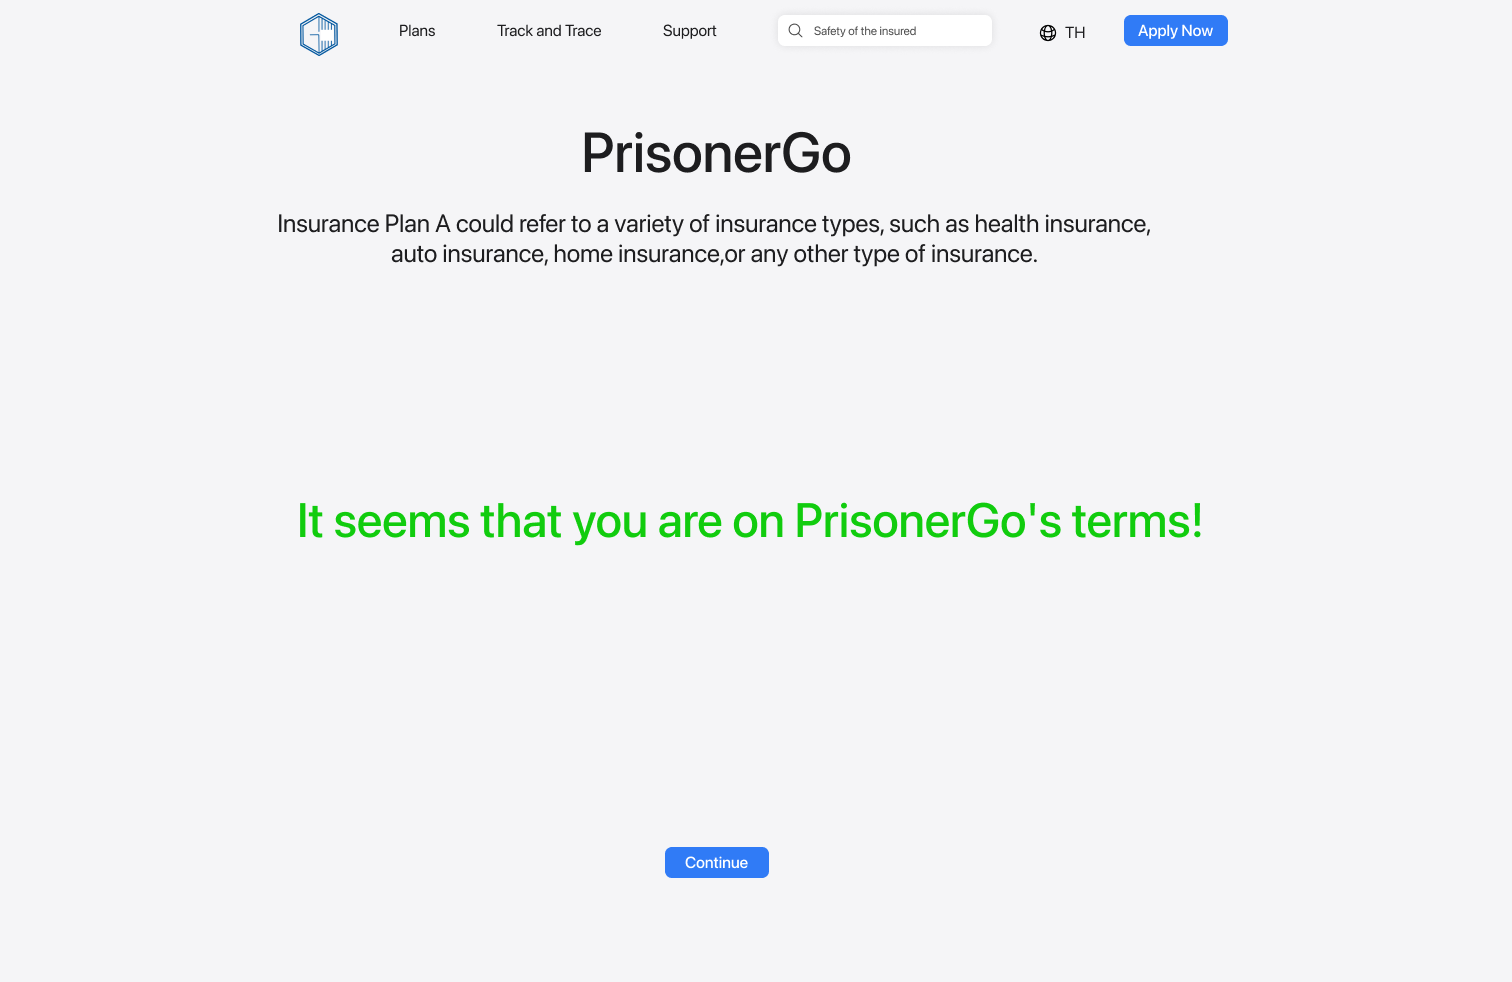 Plans
Track and Trace
Support
Safety of the insured
TH
Apply Now
PrisonerGo
Insurance Plan A could refer to a variety of insurance types, such as health insurance,
auto insurance, home insurance,or any other type of insurance.
It seems that you are on PrisonerGo's terms!
Continue